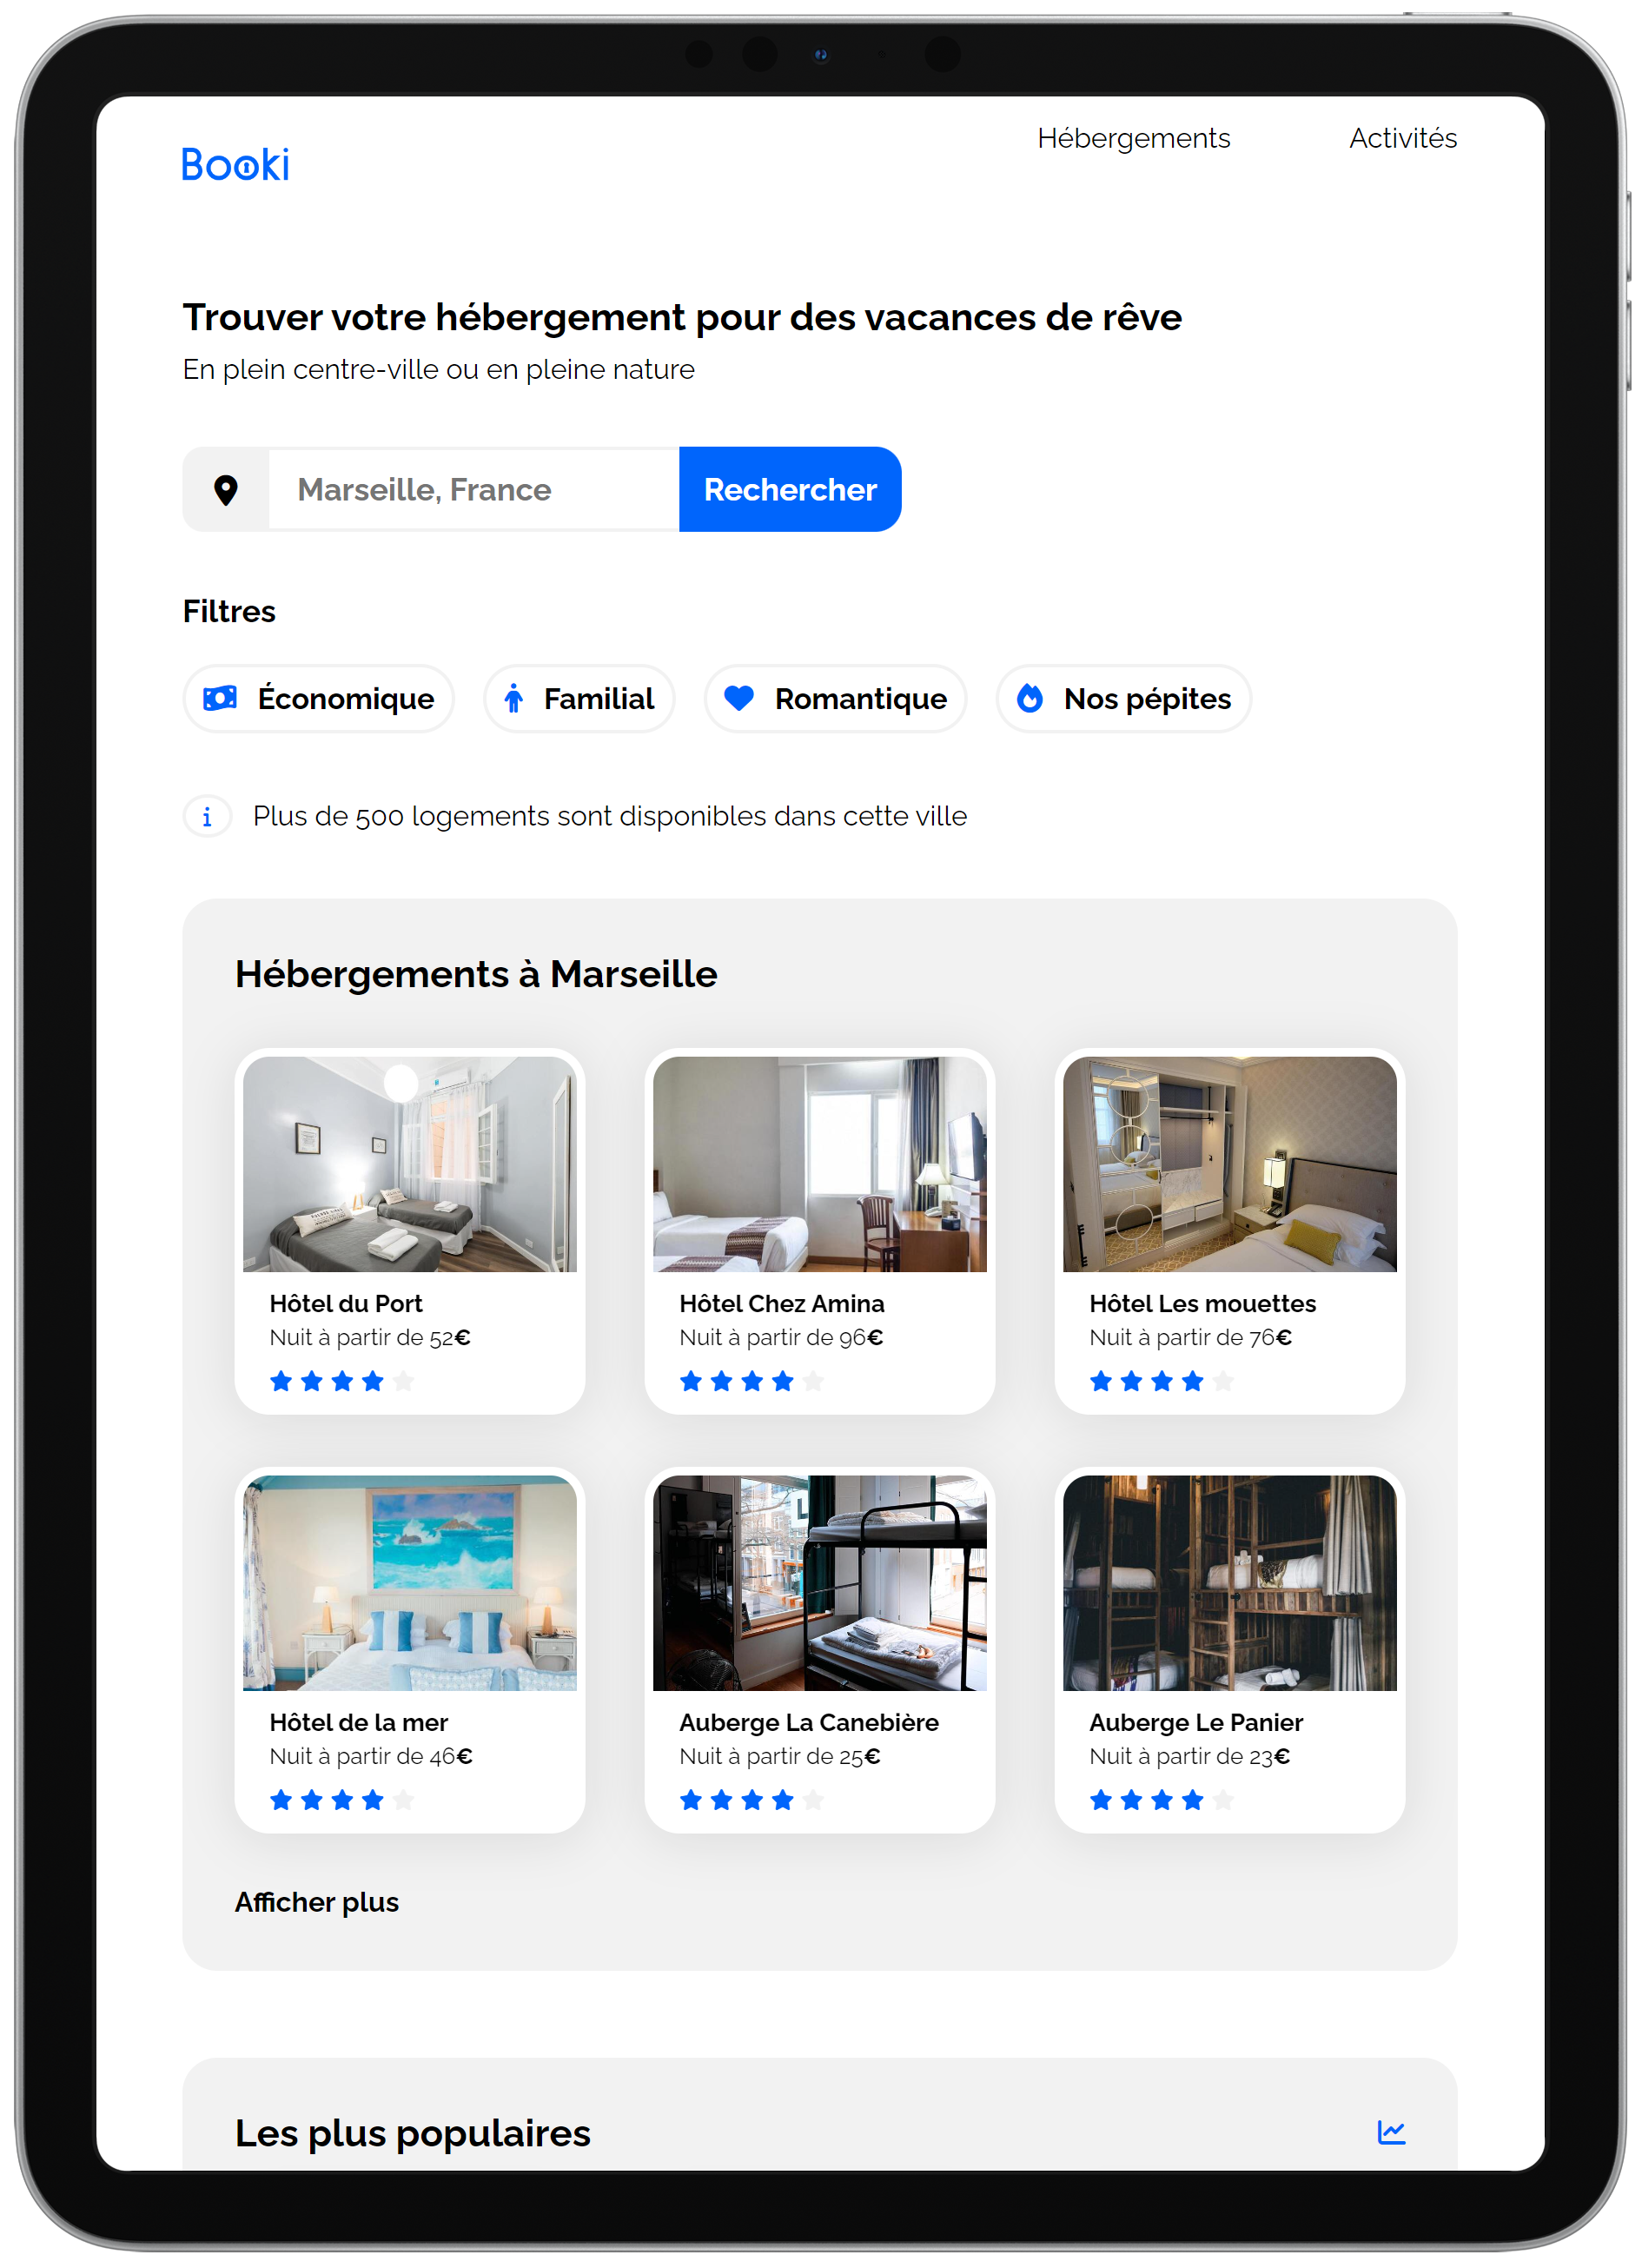 Booki
Hébergements
Activités
Trouver votre hébergement pour des vacances de rêve
En plein centre-ville ou en pleine nature
Marseille, France
Rechercher
Filtres
Économique
Familial
Romantique
Nos pépites
i
Plus de 500 logements sont disponibles dans cette ville
Hébergements à Marseille
Hôtel du Port
Nuit à partir de 52€
Hôtel Chez Amina
Nuit à partir de 96€
Hôtel Les mouettes
Nuit à partir de 76€
Hôtel de la mer
Nuit à partir de 46€
Auberge La Canebière
Nuit à partir de 25€
Auberge Le Panier
Nuit à partir de 23€
Afficher plus
Les plus populaires